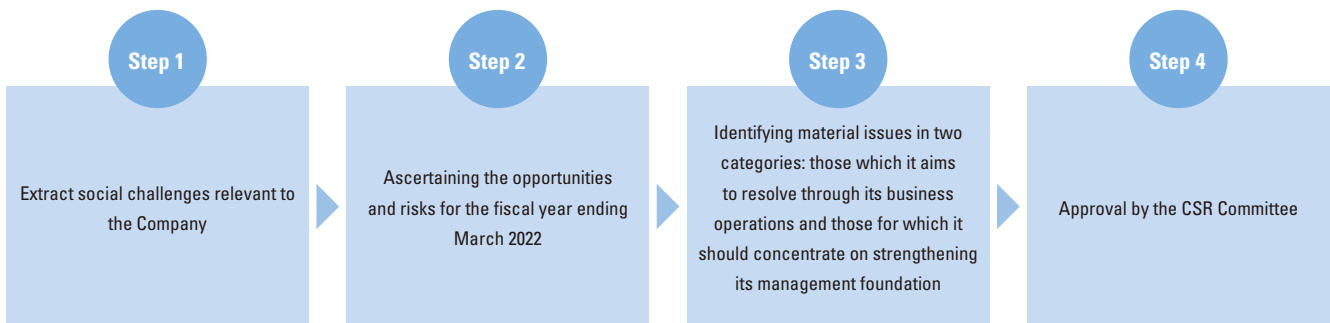 Step 1
Extract social challenges relevant to
the Company
Step 2
Ascertaining the opportunities
and risks for the fiscal year ending
March 2022
Step 3
Identifying material issues in two
categories: those which it aims
to resolve through its business
operations and those for which it
should concentrate on strengthening
its management foundation
Step 4
Approval by the CSR Committee